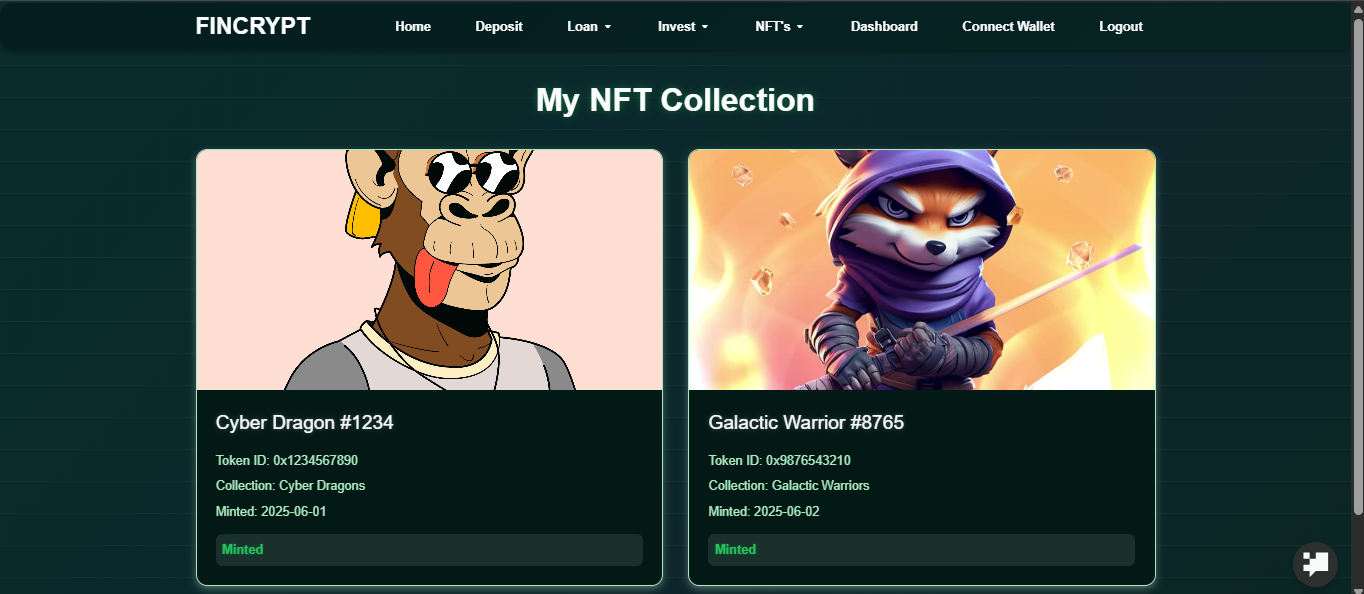 FINCRYPT
Home
Deposit
Loan
Invest
NFT's
Dashboard
Connect Wallet
Logout
My NFT Collection
Cyber Dragon #1234
Token ID: 0x1234567890
Collection: Cyber Dragons
Minted: 2025-06-01
Minted
Galactic Warrior #8765
Token ID: 0x9876543210
Collection: Galactic Warriors
Minted: 2025-06-02
Minted